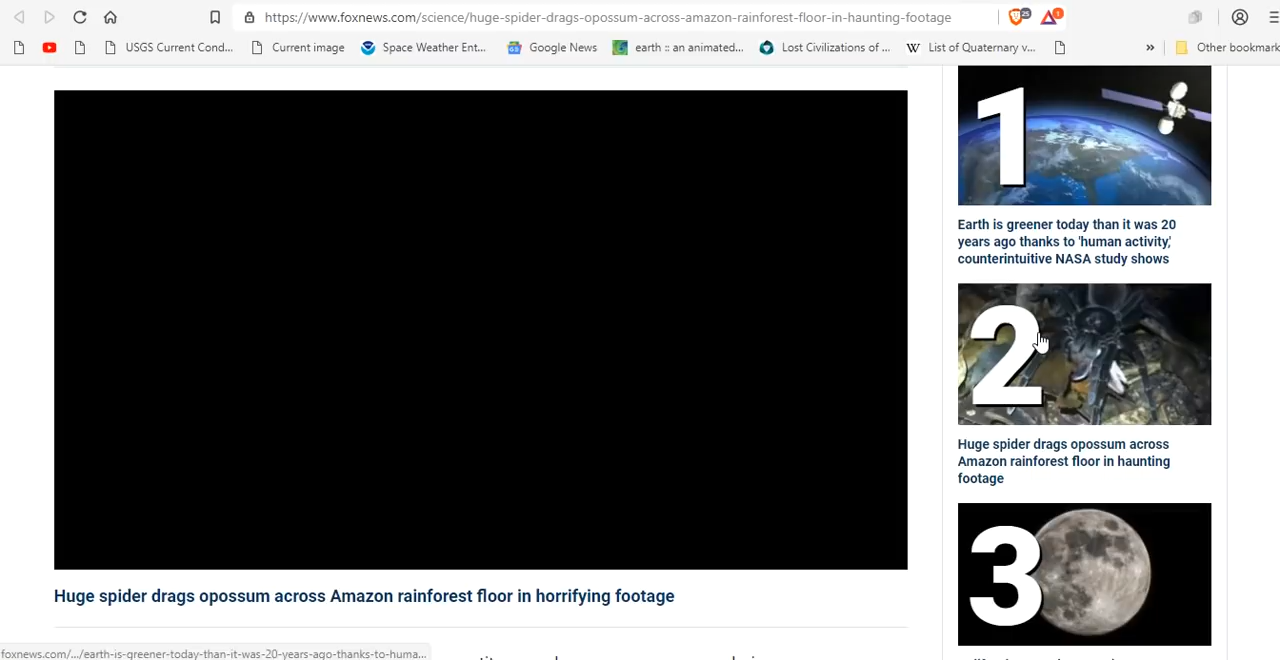 https://www.foxnews.com/science/huge-spider-drags-opossum-across-amazon-rainforest-floor-in-haunting-footage
25
1
USGS Current Cond...
Current image
Space Weather Ent...
Google News
earth :: an animated...
Lost Civilizations of ...
W
List of Quaternary v...
»
Other bookmark
1
Earth is greener today than it was 20
years ago thanks to 'human activity,'
counterintuitive NASA study shows
2
Huge spider drags opossum across
Amazon rainforest floor in haunting
footage
3
Huge spider drags opossum across Amazon rainforest floor in horrifying footage
foxnews.com/.../earth-is-greener-today-than-it-was-20-years-ago-thanks-to-huma...